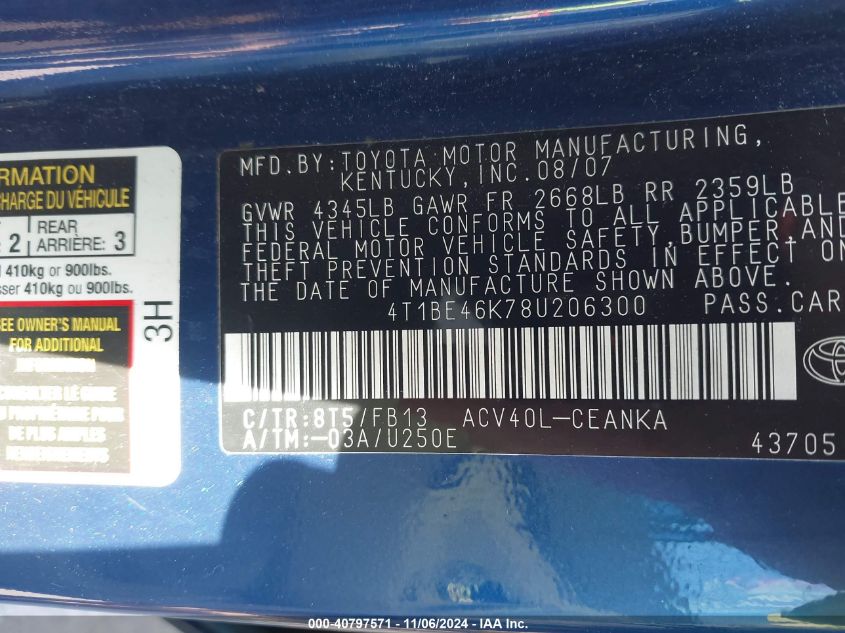 RMATION
CHARGE DU VÉHICULE
2 REAR ARRIÈRE: 3
410kg or 900lbs.
sser 410kg ou 900lbs.
SEE OWNER'S MANUAL
FOR ADDITIONAL
3H
MFD.BY:TOYOTA MOTOR MANUFACTURING,
KENTUCKY, INC. 08/07
GVWR 4345LB GAWR FR 2668LB RR 2359LB
THIS VEHICLE CONFORMS TO ALL APPLICABLE
FEDERAL MOTOR VEHICLE SAFETY,BUMPER,AND
THEFT PREVENTION STANDARDS IN EFFECT ON
THE DATE OF MANUFACTURE SHOWN ABOVE.
4T1BE46K78U206300 PASS.CAR
C/TR:8T5/FB13 ACV40L-CEANKA
A/TM:-03A/U250E 43705
000-40797571 - 11/06/2024 - IAA Inc.